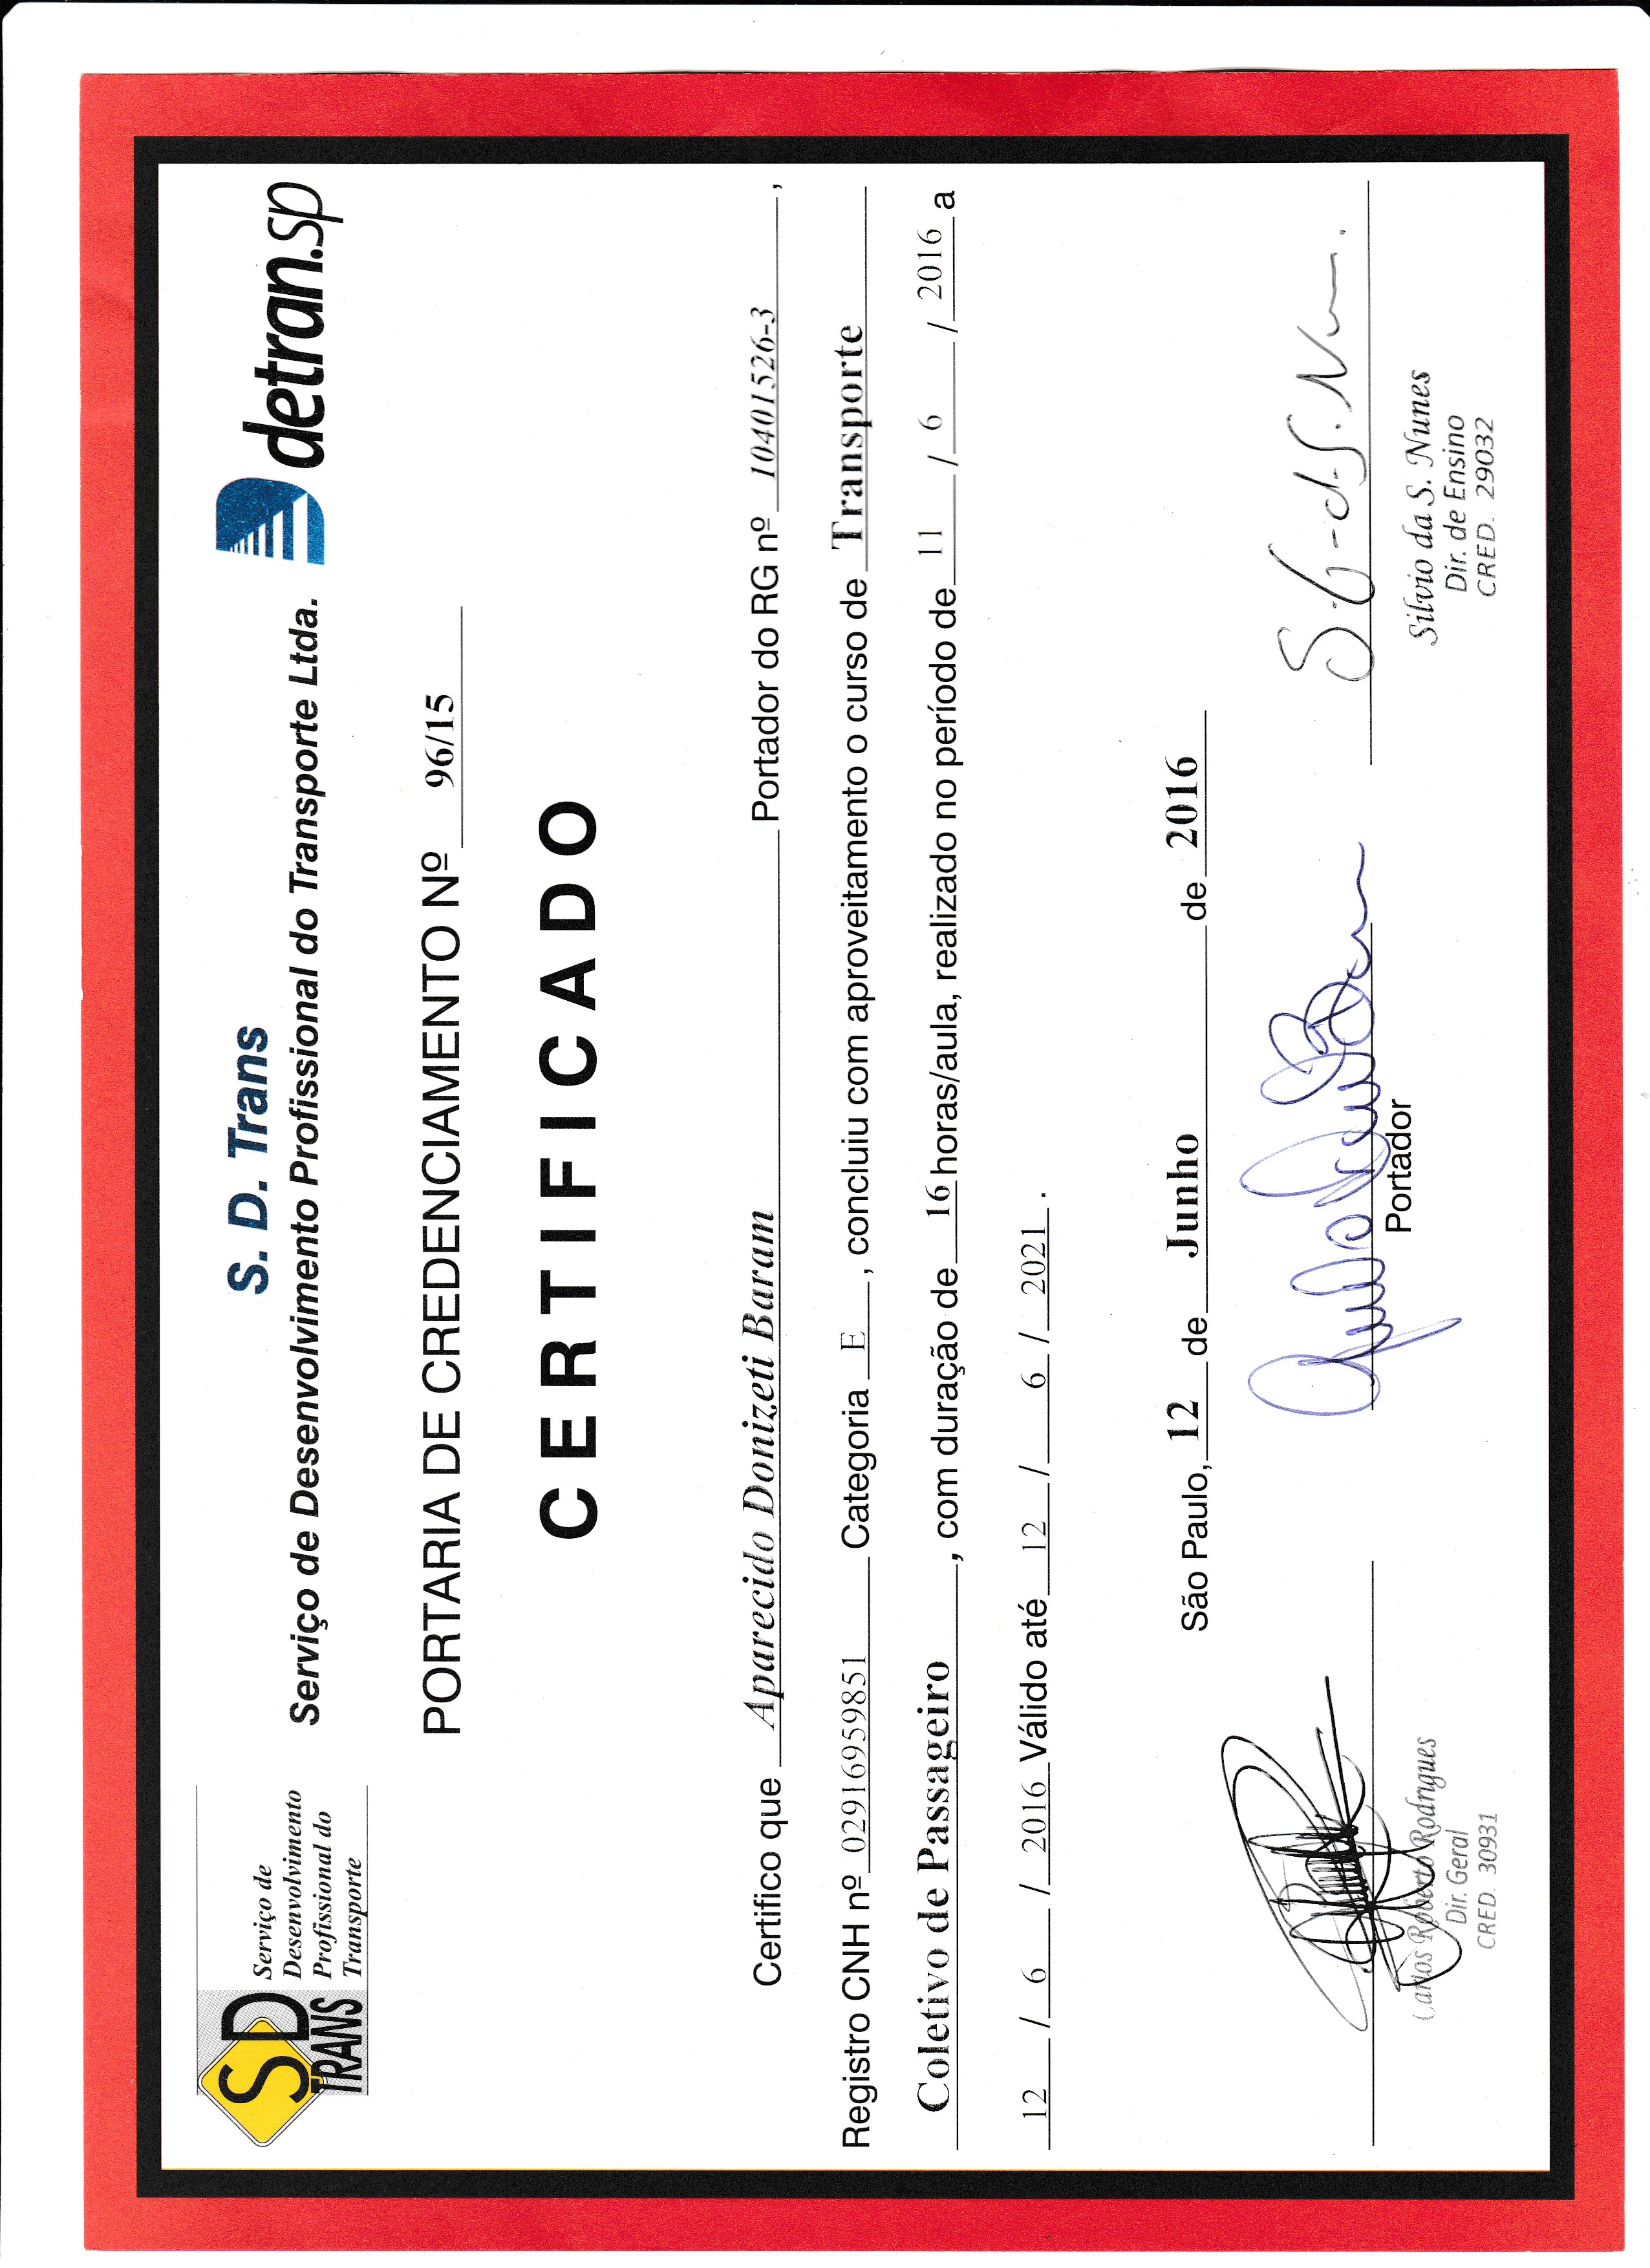 SD
TRANS
Serviço de
Desenvolvimento
Profissional do
Transporte
S. D. Trans
Serviço de Desenvolvimento Profissional do Transporte Ltda.
detran.sp
PORTARIA DE CREDENCIAMENTO Nº 96/15
CERTIFICADO
Certifico que Aparecido Donizeti Baram Portador do RG nº 10401526-3,
Registro CNH nº 02916959851 Categoria E, concluiu com aproveitamento o curso de Transporte
Coletivo de Passageiro, com duração de 16 horas/aula, realizado no período de 11 / 6 / 2016 a
12 / 6 / 2016 Válido até 12 / 6 / 2021.
São Paulo, 12 de Junho de 2016
Carlos Roberto Rodrigues
Dir. Geral
CRED. 30931
Portador
Silvio da S. Nunes
Dir. de Ensino
CRED. 29032